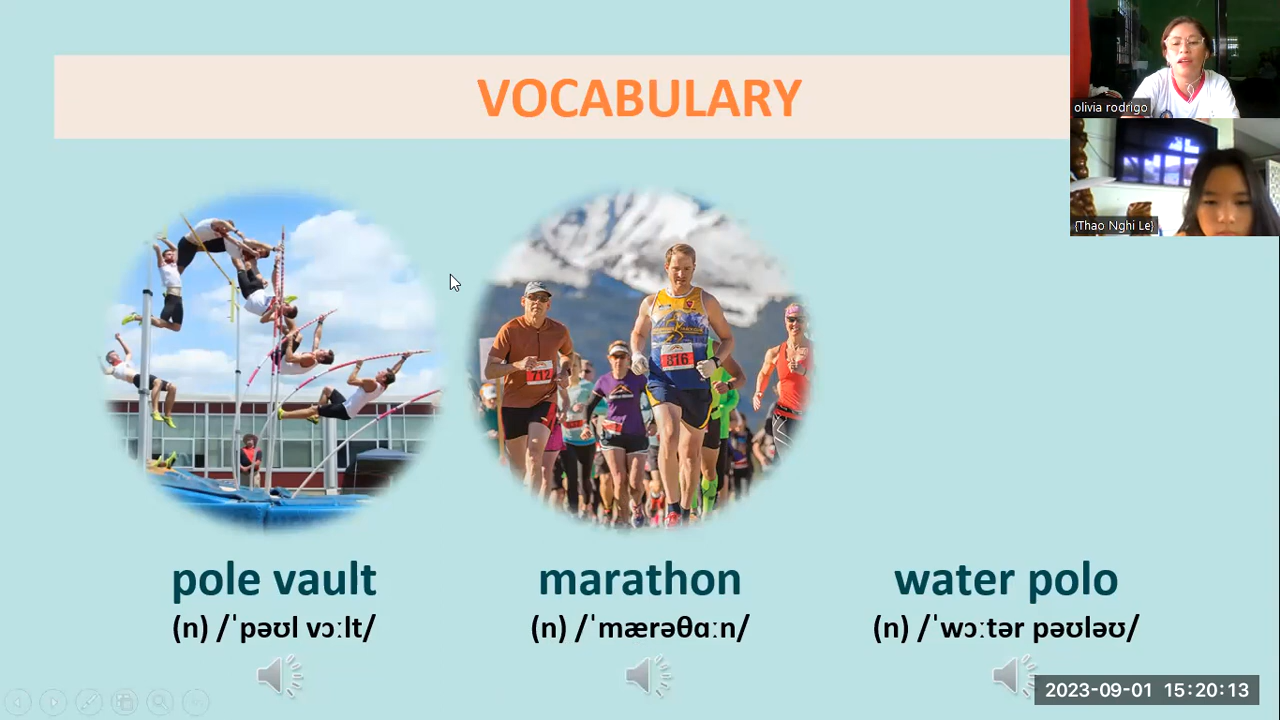 VOCABULARY
olivia rodrigo
{Thao Nghi Le}
712
816
pole vault
(n) /ˈpəʊl vɔːlt/
marathon
(n) /ˈmærəθɑːn/
water polo
(n) /ˈwɔːtər pəʊləʊ/
2023-09-01 15:20:13